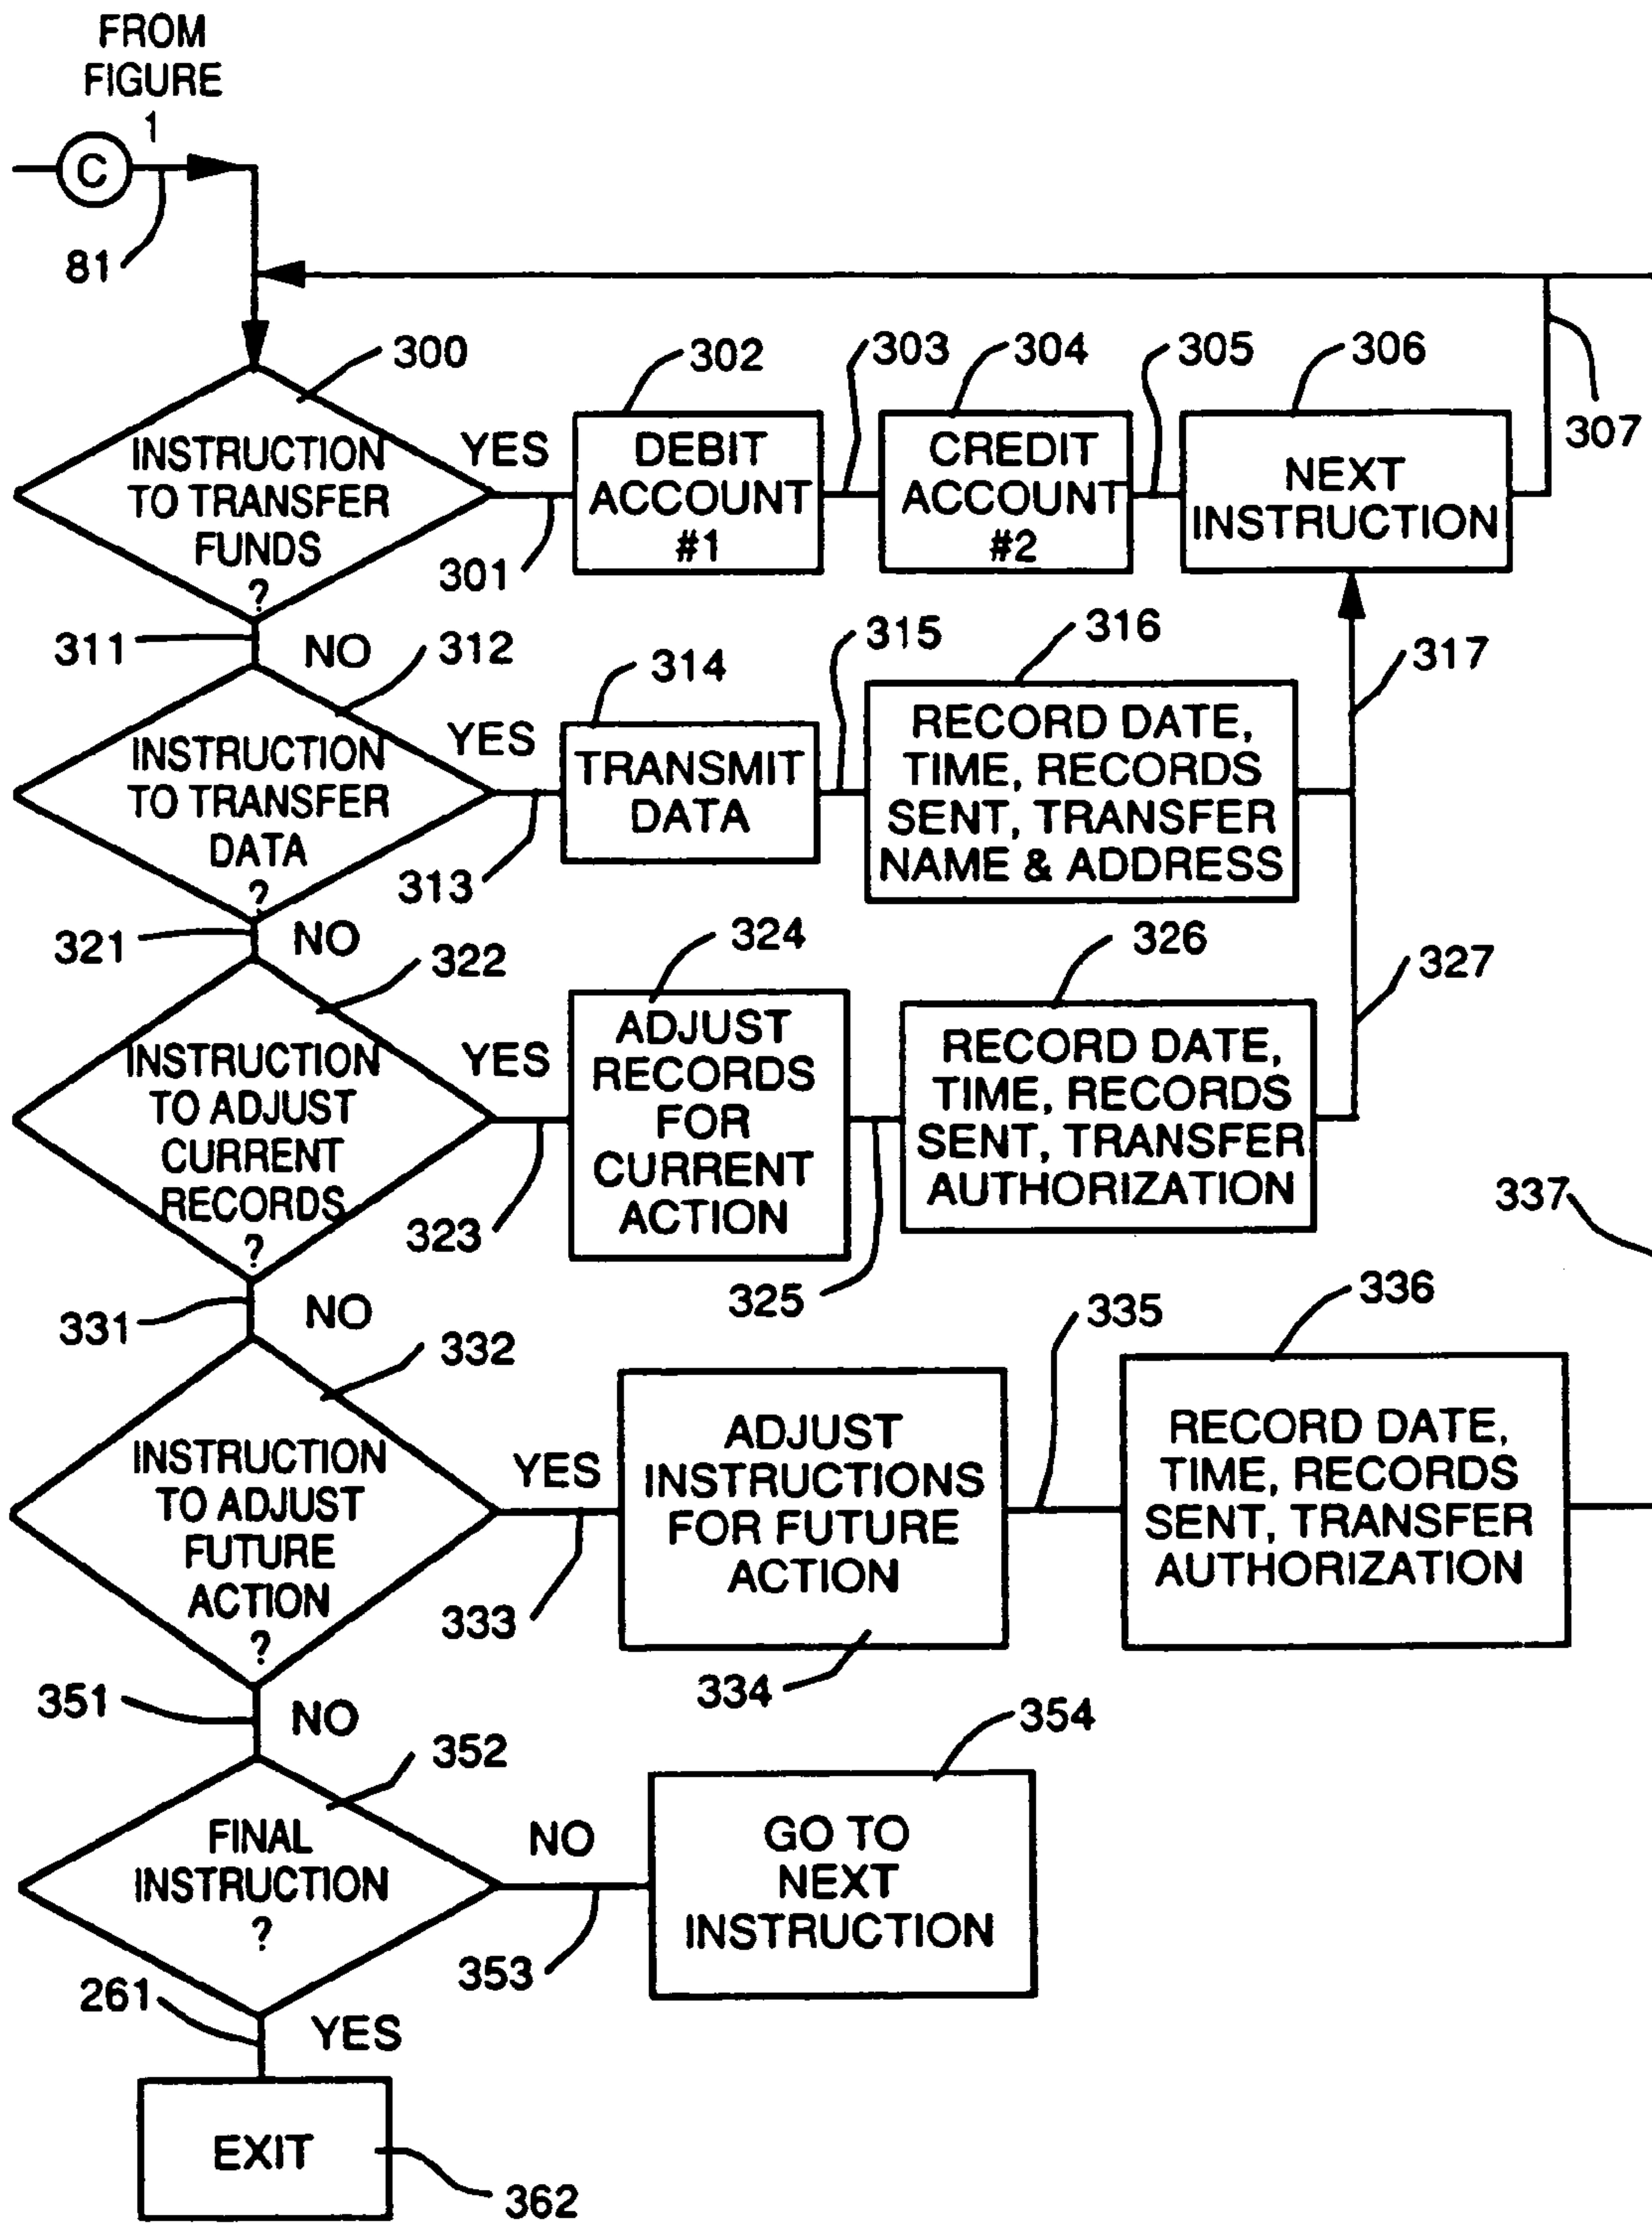 FROM
FIGURE
1
C
81
300
INSTRUCTION
TO TRANSFER
FUNDS
?
YES
301
302
DEBIT
ACCOUNT
#1
303
304
CREDIT
ACCOUNT
#2
305
306
NEXT
INSTRUCTION
307
311
NO
312
INSTRUCTION
TO TRANSFER
DATA
?
YES
313
314
TRANSMIT
DATA
315
316
RECORD DATE,
TIME, RECORDS
SENT, TRANSFER
NAME & ADDRESS
317
321
NO
322
INSTRUCTION
TO ADJUST
CURRENT
RECORDS
?
YES
323
324
ADJUST
RECORDS
FOR
CURRENT
ACTION
325
326
RECORD DATE,
TIME, RECORDS
SENT, TRANSFER
AUTHORIZATION
327
331
NO
332
INSTRUCTION
TO ADJUST
FUTURE
ACTION
?
YES
333
ADJUST
INSTRUCTIONS
FOR FUTURE
ACTION
334
335
336
RECORD DATE,
TIME, RECORDS
SENT, TRANSFER
AUTHORIZATION
337
351
NO
352
FINAL
INSTRUCTION
?
NO
353
354
GO TO
NEXT
INSTRUCTION
261
YES
EXIT
362